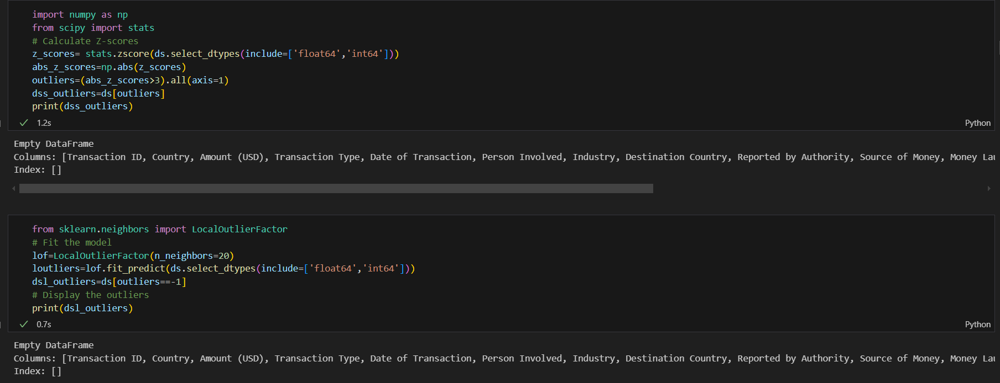 import numpy as np
from scipy import stats
# Calculate Z-scores
z_scores= stats.zscore(ds.select_dtypes(include=['float64','int64']))
abs_z_scores=np.abs(z_scores)
outliers=(abs_z_scores>3).all(axis=1)
dss_outliers=ds[outliers]
print(dss_outliers)
1.2s
Python
Empty DataFrame
Columns: [Transaction ID, Country, Amount (USD), Transaction Type, Date of Transaction, Person Involved, Industry, Destination Country, Reported by Authority, Source of Money, Money
Index: []
from sklearn.neighbors import LocalOutlierFactor
# Fit the model
lof=LocalOutlierFactor(n_neighbors=20)
loutliers=lof.fit_predict(ds.select_dtypes(include=['float64','int64']))
dsl_outliers=ds[outliers==-1]
# Display the outliers
print(dsl_outliers)
0.7s
Python
Empty DataFrame
Columns: [Transaction ID, Country, Amount (USD), Transaction Type, Date of Transaction, Person Involved, Industry, Destination Country, Reported by Authority, Source of Money, Money
Index: []